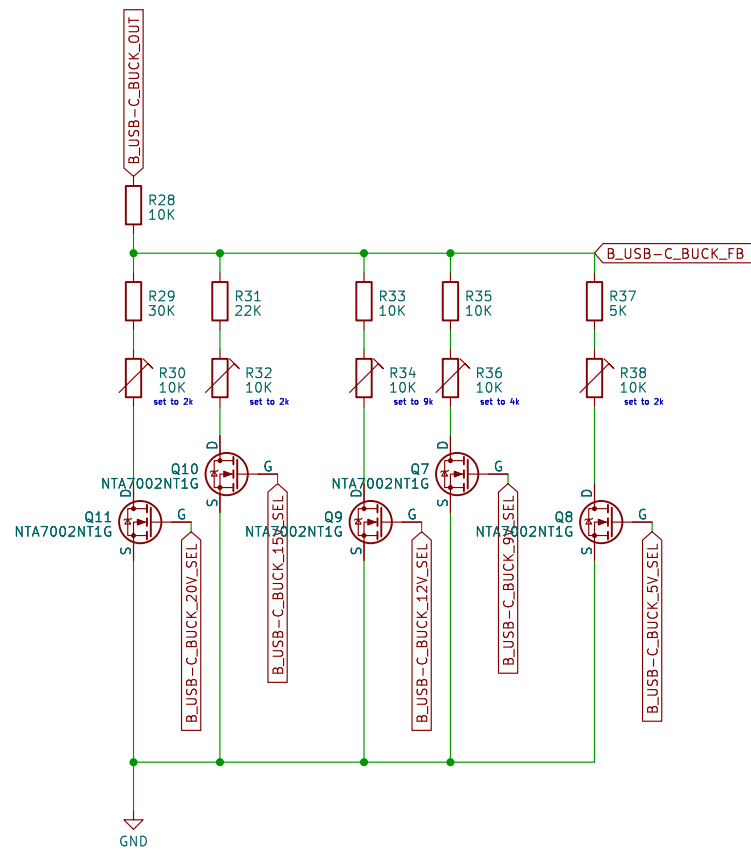 B_USB-C_BUCK_OUT
R28
10K
B_USB-C_BUCK_FB
R29
30K
R31
22K
R33
10K
R35
10K
R37
5K
R30
10K
set to 2k
R32
10K
set to 2k
R34
10K
set to 9k
R36
10K
set to 4k
R38
10K
set to 2k
D
Q10
NTA7002NT1G
G
S
D
Q7
NTA7002NT1G
G
S
D
Q11
NTA7002NT1G
G
S
D
Q9
NTA7002NT1G
G
S
D
Q8
NTA7002NT1G
G
S
B_USB-C_BUCK_20V_SEL
B_USB-C_BUCK_15V_SEL
B_USB-C_BUCK_12V_SEL
B_USB-C_BUCK_9V_SEL
B_USB-C_BUCK_5V_SEL
GND